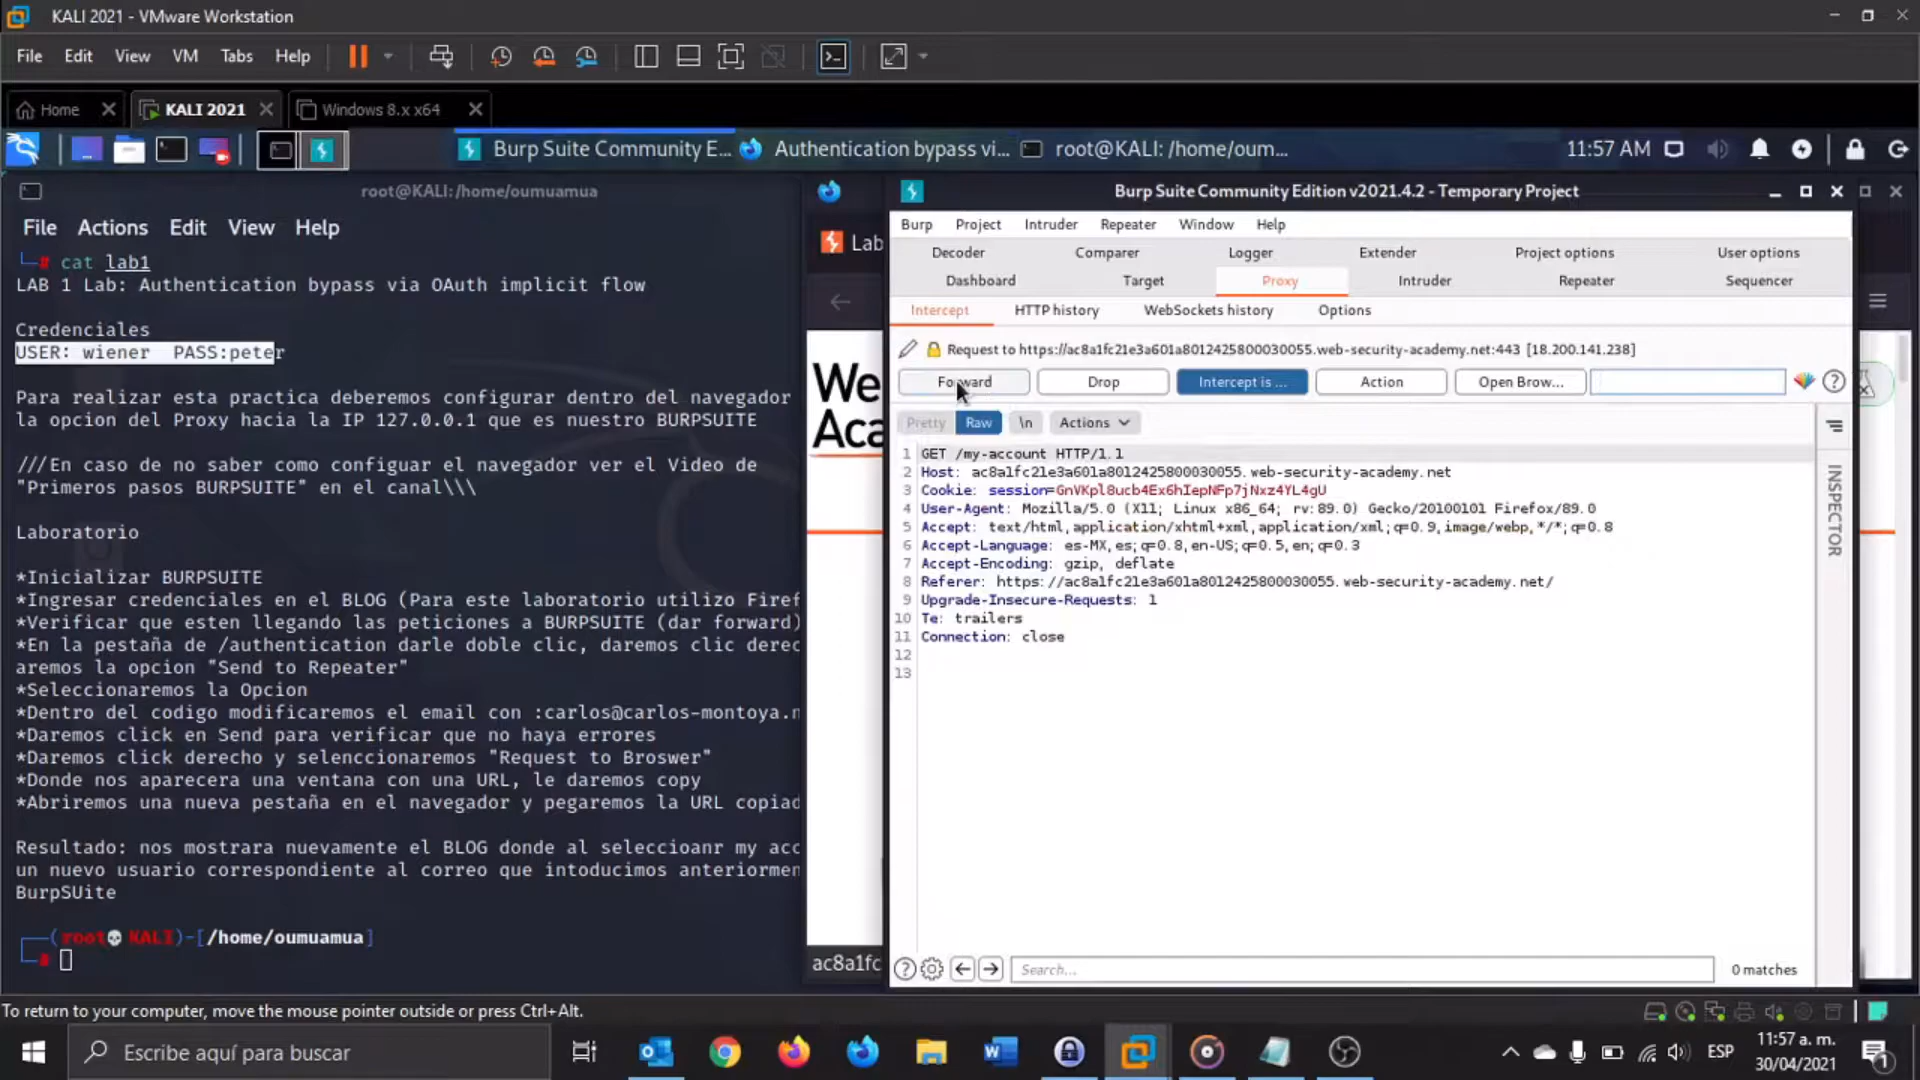 KALI 2021 - VMware Workstation
File Edit View VM Tabs Help
Home KALI 2021 Windows 8.x x64
Burp Suite Community E... Authentication bypass vi... root@KALI: /home/oum... 11:57 AM
root@KALI:/home/oumuamua
File Actions Edit View Help
cat lab1
LAB 1 Lab: Authentication bypass via OAuth implicit flow
Credenciales
USER: wiener PASS:peter
Para realizar esta practica deberemos configurar dentro del navegador
la opcion del Proxy hacia la IP 127.0.0.1 que es nuestro BURPSUITE
///En caso de no saber como configuar el navegador ver el Video de
"Primeros pasos BURPSUITE" en el canal\\\
Laboratorio
*Inicializar BURPSUITE
*Ingresar credenciales en el BLOG (Para este laboratorio utilizo Firef
*Verificar que esten llegando las peticiones a BURPSUITE (dar forward)
*En la pestaña de /authentication darle doble clic, daremos clic derec
aremos la opcion "Send to Repeater"
*Seleccionaremos la Opcion
*Dentro del codigo modificaremos el email con :carlos@carlos-montoya.n
*Daremos click en Send para verificar que no haya errores
*Daremos click derecho y selenccionaremos "Request to Broswer"
*Donde nos aparecera una ventana con una URL, le daremos copy
*Abriremos una nueva pestaña en el navegador y pegaremos la URL copiad
Resultado: nos mostrara nuevamente el BLOG donde al seleccioanr my acc
un nuevo usuario correspondiente al correo que intoducimos anteriormen
BurpSUite
(root💀KALI)-[/home/oumuamua]
#
Lab
We
Aca
ac8a1fc
Burp Suite Community Edition v2021.4.2 - Temporary Project
Burp Project Intruder Repeater Window Help
Decoder Comparer Logger Extender Project options User options
Dashboard Target Proxy Intruder Repeater Sequencer
Intercept HTTP history WebSockets history Options
Request to https://ac8a1fc21e3a601a8012425800030055.web-security-academy.net:443 [18.200.141.238]
Forward Drop Intercept is ... Action Open Brow...
Pretty Raw \n Actions
1 GET /my-account HTTP/1.1
2 Host: ac8a1fc21e3a601a8012425800030055.web-security-academy.net
3 Cookie: session=GnVKpl8ucb4Ex6hIepNFp7jNxz4YL4gU
4 User-Agent: Mozilla/5.0 (X11; Linux x86_64; rv:89.0) Gecko/20100101 Firefox/89.0
5 Accept: text/html,application/xhtml+xml,application/xml;q=0.9,image/webp,*/*;q=0.8
6 Accept-Language: es-MX,es;q=0.8,en-US;q=0.5,en;q=0.3
7 Accept-Encoding: gzip, deflate
8 Referer: https://ac8a1fc21e3a601a8012425800030055.web-security-academy.net/
9 Upgrade-Insecure-Requests: 1
10 Te: trailers
11 Connection: close
12
13
INSPECTOR
Search... 0 matches
To return to your computer, move the mouse pointer outside or press Ctrl+Alt.
Escribe aquí para buscar
ESP
11:57 a. m.
30/04/2021
1